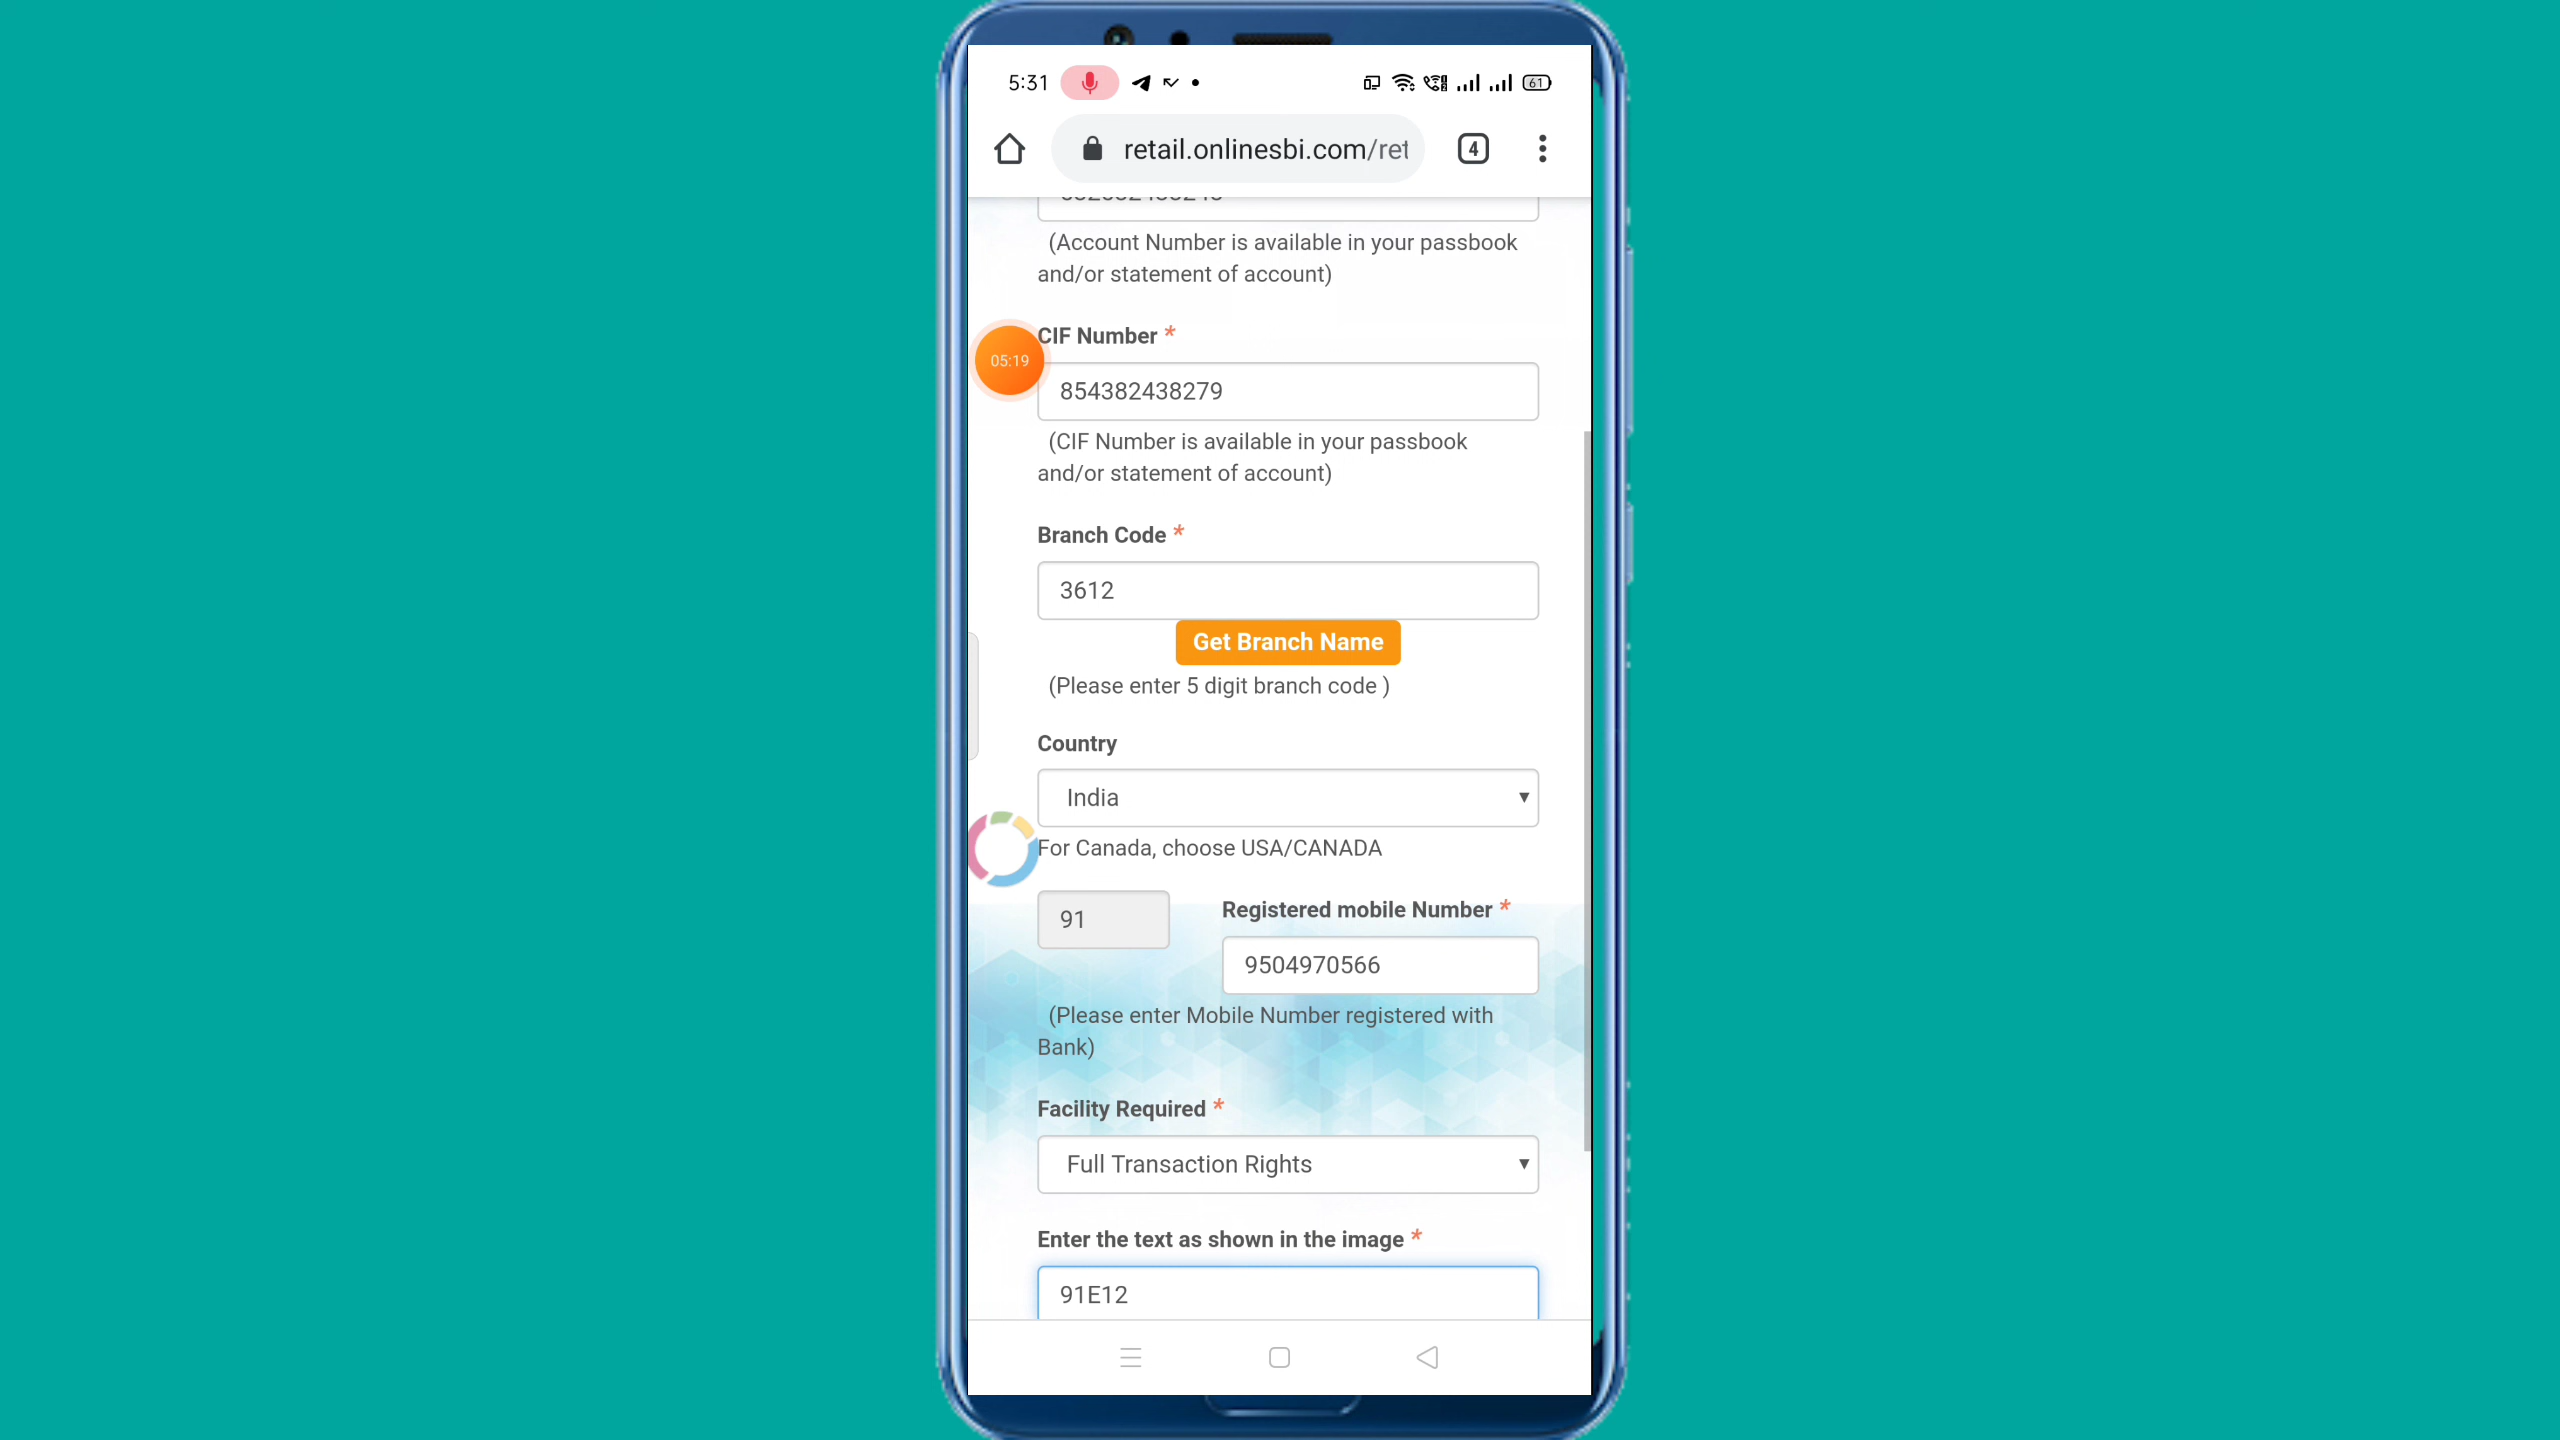 5:31
61
retail.onlinesbi.com/ret
4
(Account Number is available in your passbook
and/or statement of account)
05:19
CIF Number *
854382438279
(CIF Number is available in your passbook
and/or statement of account)
Branch Code *
3612
Get Branch Name
(Please enter 5 digit branch code )
Country
India
For Canada, choose USA/CANADA
91
Registered mobile Number *
9504970566
(Please enter Mobile Number registered with
Bank)
Facility Required *
Full Transaction Rights
Enter the text as shown in the image *
91E12